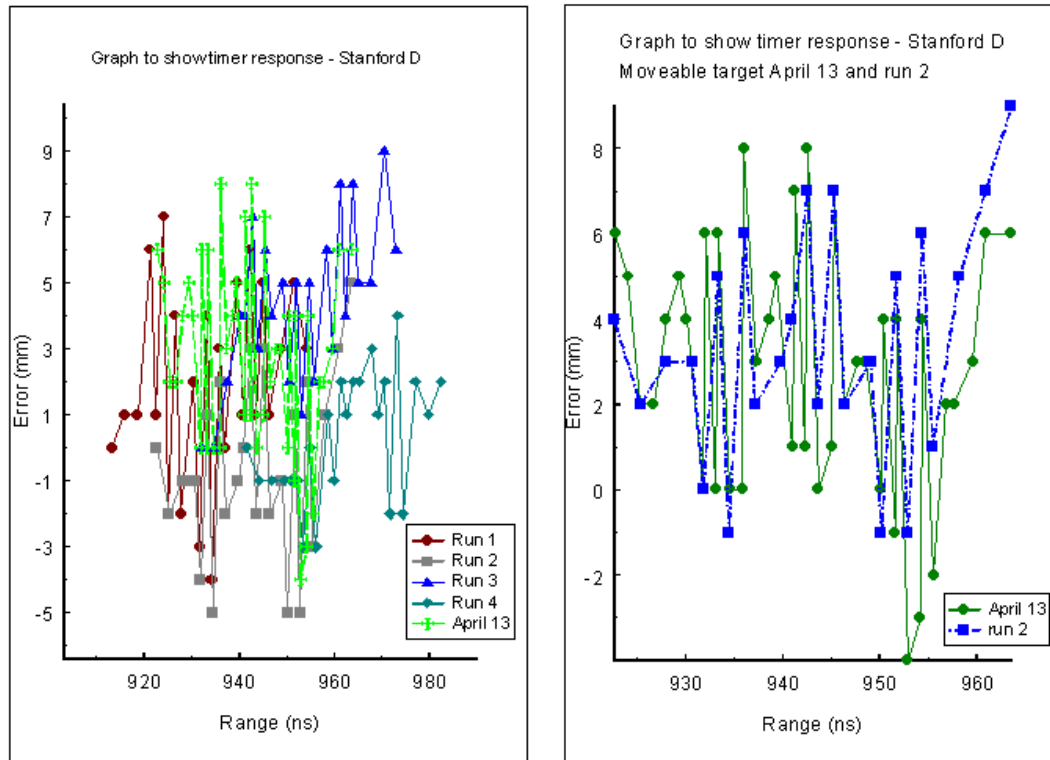 Graph to showtimer response - Stanford D
9
7
5
3
1
-1
-3
-5
Error (mm)
Run 1
Run 2
Run 3
Run 4
April 13
920
940
960
980
Range (ns)
Graph to show timer response - Stanford D
Moveable target April 13 and run 2
8
6
4
2
0
-2
Error (mm)
April 13
run 2
930
940
950
960
Range (ns)